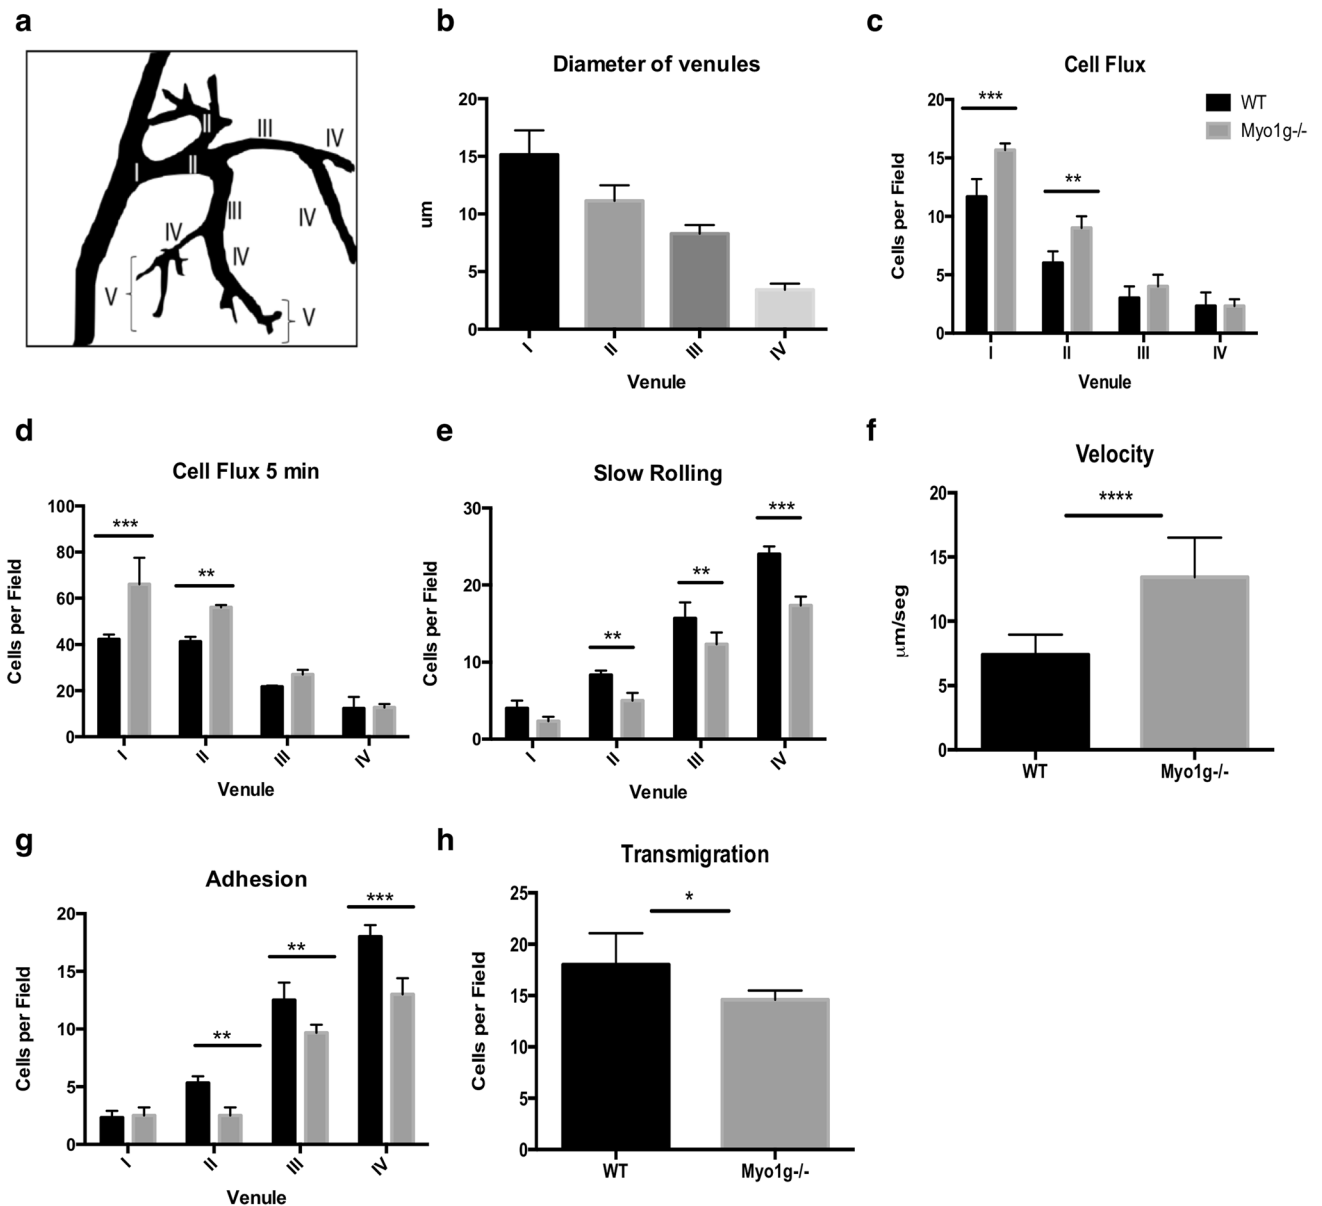 a
I
II
II
III
IV
III
IV
IV
IV
V
V
b
Diameter of venules
um
20
15
10
5
0
I
II
III
IV
Venule
c
Cell Flux
WT
Myo1g-/-
Cells per Field
20
15
10
5
0
***
**
I
II
III
IV
Venule
d
Cell Flux 5 min
Cells per Field
100
80
60
40
20
0
***
**
I
II
III
IV
Venule
e
Slow Rolling
Cells per Field
30
20
10
0
**
**
***
I
II
III
IV
Venule
f
Velocity
µm/seg
20
15
10
5
0
****
WT
Myo1g-/-
g
Adhesion
Cells per Field
20
15
10
5
0
**
**
***
I
II
III
IV
Venule
h
Transmigration
Cells per Field
25
20
15
10
5
0
*
WT
Myo1g-/-